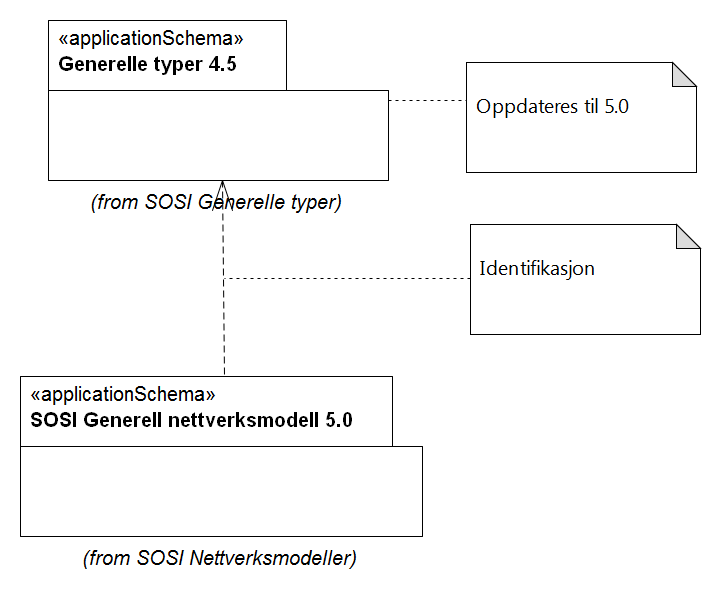 «applicationSchema»
Generelle typer 4.5
Oppdateres til 5.0
(from SOSI Generelle typer)
Identifikasjon
«applicationSchema»
SOSI Generell nettverksmodell 5.0
(from SOSI Nettverksmodeller)